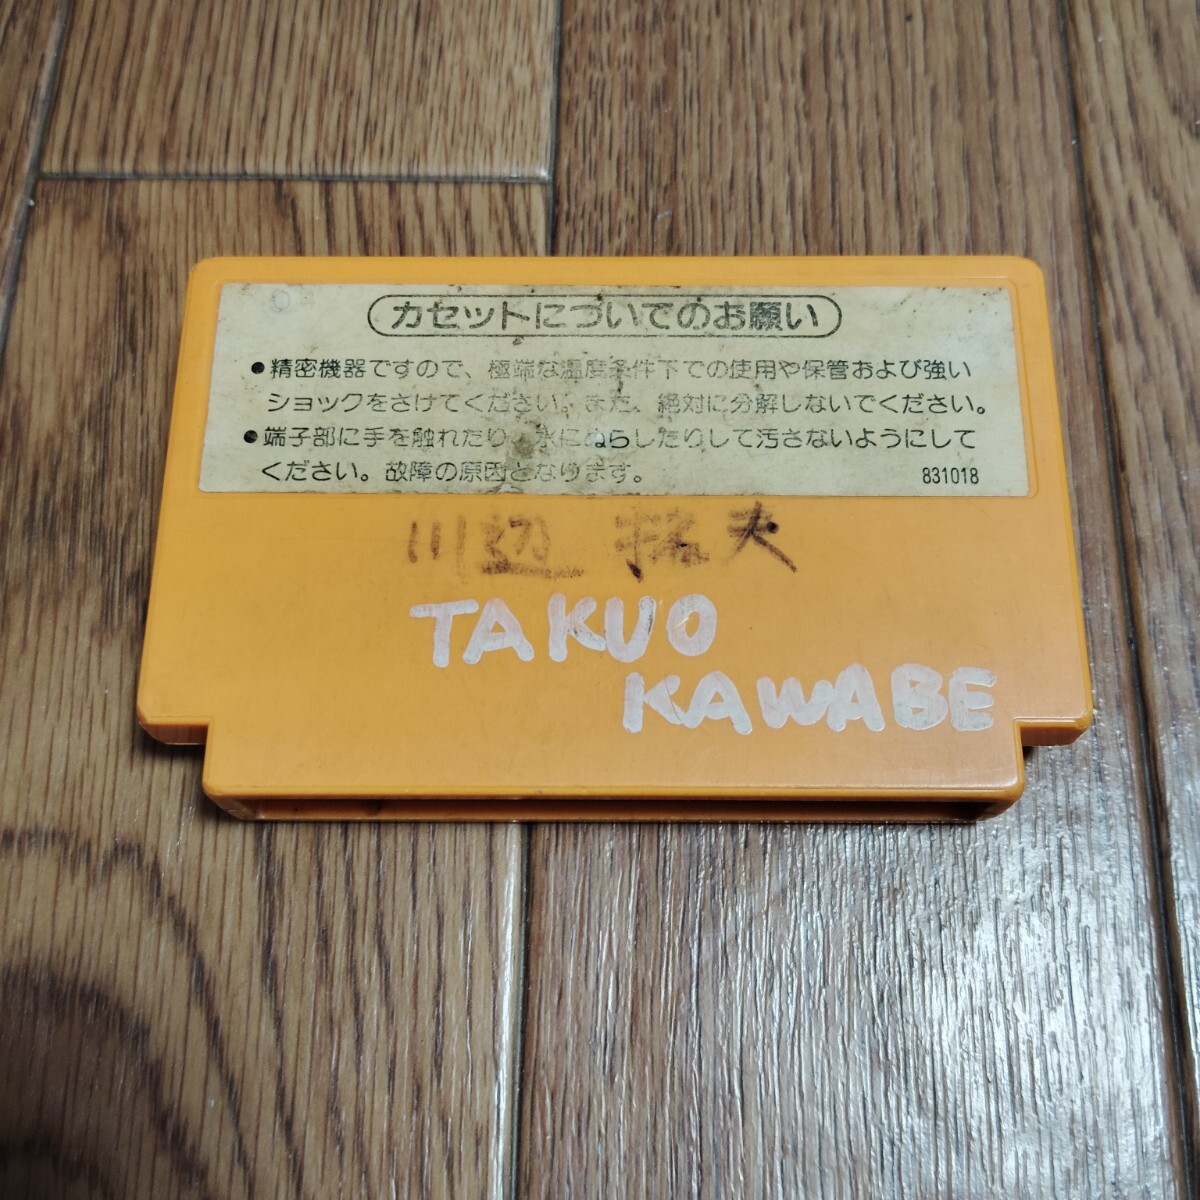 カセットについてのお願い
●精密機器ですので、極端な温度条件下での使用や保管および強い
ショックをさけてください。また、絶対に分解しないでください。
●端子部に手を触れたり、水にぬらしたりして汚さないようにして
ください。故障の原因となります。
831018
川辺 拓夫
TAKUO
KAWABE